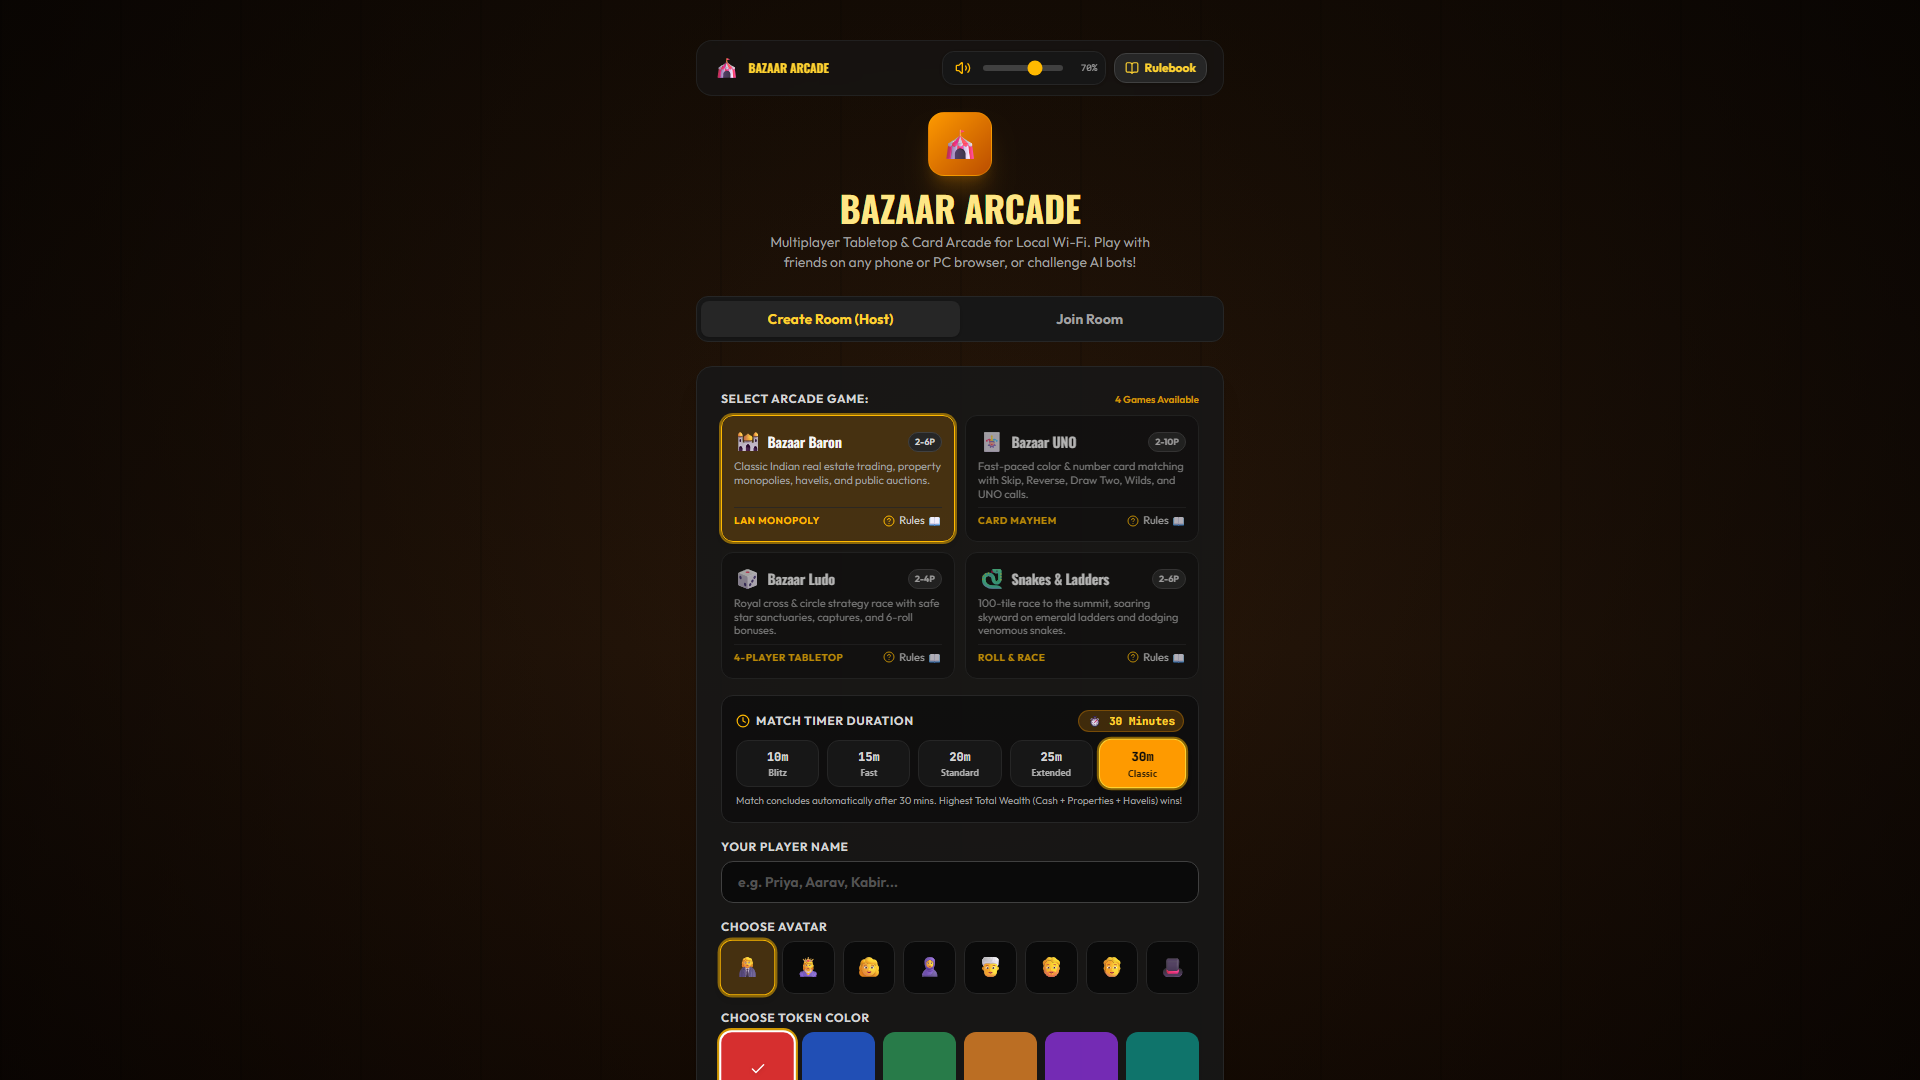 BAZAAR ARCADE
70%
Rulebook
BAZAAR ARCADE
Multiplayer Tabletop & Card Arcade for Local Wi-Fi. Play with
friends on any phone or PC browser, or challenge AI bots!
Create Room (Host)
Join Room
SELECT ARCADE GAME:
4 Games Available
Bazaar Baron
2-6P
Classic Indian real estate trading, property
monopolies, havelis, and public auctions.
LAN MONOPOLY
Rules
Bazaar UNO
2-10P
Fast-paced color & number card matching
with Skip, Reverse, Draw Two, Wilds, and
UNO calls.
CARD MAYHEM
Rules
Bazaar Ludo
2-4P
Royal cross & circle strategy race with safe
star sanctuaries, captures, and 6-roll
bonuses.
4-PLAYER TABLETOP
Rules
Snakes & Ladders
2-6P
100-tile race to the summit, soaring
skyward on emerald ladders and dodging
venomous snakes.
ROLL & RACE
Rules
MATCH TIMER DURATION
30 Minutes
10m
Blitz
15m
Fast
20m
Standard
25m
Extended
30m
Classic
Match concludes automatically after 30 mins. Highest Total Wealth (Cash + Properties + Havelis) wins!
YOUR PLAYER NAME
e.g. Priya, Aarav, Kabir...
CHOOSE AVATAR
CHOOSE TOKEN COLOR